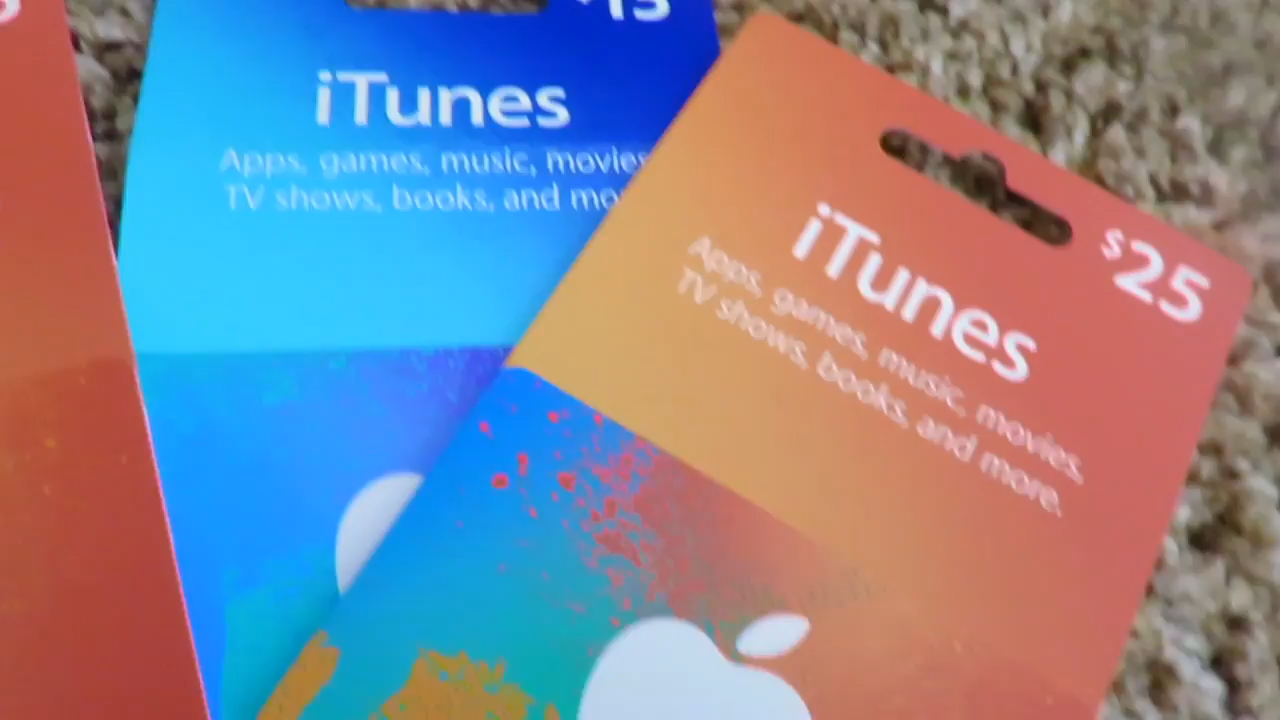 $15
iTunes
Apps, games, music, movies
TV shows, books, and mo
$25
iTunes
Apps, games, music, movies,
TV shows, books, and more.